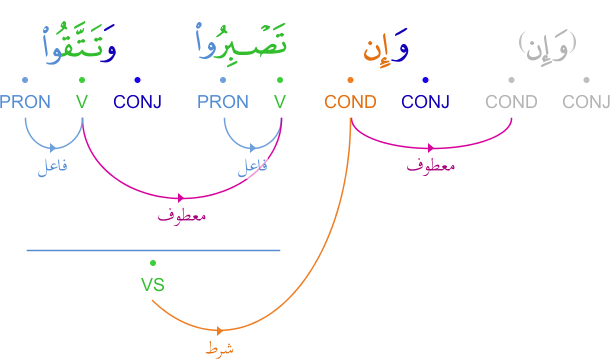 (وَإِن) وَإِن تَصْبِرُوا۟ وَتَتَّقُوا۟
PRON V CONJ PRON V COND CONJ COND CONJ
فاعل فاعل معطوف
معطوف
VS
شرط